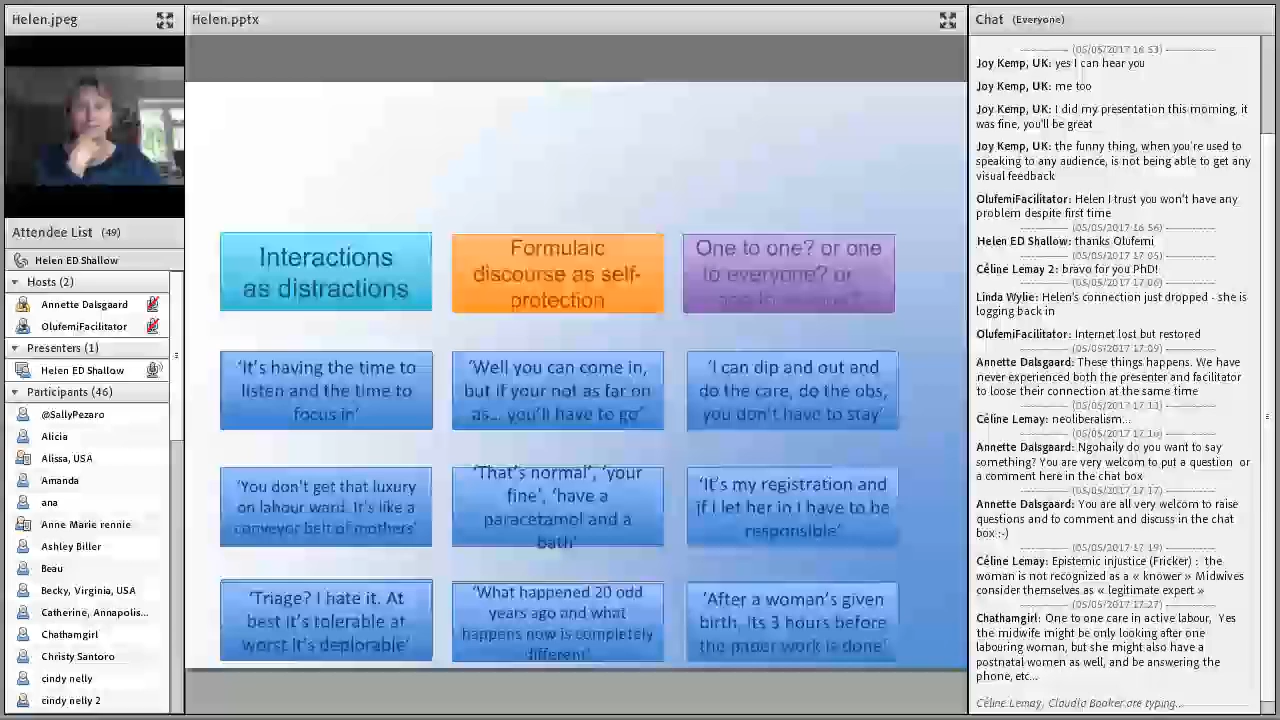 Helen.jpeg
Attendee List (49)
Helen ED Shallow
Hosts (2)
Annette Dalsgaard
OlufemiFacilitator
Presenters (1)
Helen ED Shallow
Participants (46)
@SallyPezaro
Alicia
Alissa, USA
Amanda
ana
Anne Marie rennie
Ashley Biller
Beau
Becky, Virginia, USA
Catherine, Annapolis...
Chathamgirl
Christy Santoro
cindy nelly
cindy nelly 2
Helen.pptx
Interactions
as distractions
Formulaic
discourse as self-
protection
One to one? or one
to everyone? or
'It's having the time to
listen and the time to
focus in'
'Well you can come in,
but if your not as far on
as... you'll have to go'
'I can dip and out and
do the care, do the obs,
you don't have to stay'
'You don't get that luxury
on labour ward. It's like a
conveyor belt of mothers'
'That's normal', 'your
fine', 'have a
paracetamol and a
bath'
'It's my registration and
if I let her in I have to be
responsible'
'Triage? I hate it. At
best it's tolerable at
worst it's deplorable'
'What happened 20 odd
years ago and what
happens now is completely
different'
'After a woman's given
birth, its 3 hours before
the paper work is done'
Chat (Everyone)
(05/05/2017 16:53)
Joy Kemp, UK: yes I can hear you
Joy Kemp, UK: me too
Joy Kemp, UK: I did my presentation this morning, it
was fine, you'll be great
Joy Kemp, UK: the funny thing, when you're used to
speaking to any audience, is not being able to get any
visual feedback
OlufemiFacilitator: Helen I trust you won't have any
problem despite first time
(05/05/2017 16:56)
Helen ED Shallow: thanks Olufemi
(05/05/2017 17:05)
Céline Lemay 2: bravo for you PhD!
(05/05/2017 17:06)
Linda Wylie: Helen's connection just dropped - she is
logging back in
OlufemiFacilitator: Internet lost but restored
(05/05/2017 17:09)
Annette Dalsgaard: These things happens. We have
never experienced both the presenter and facilitator
to loose their connection at the same time
(05/05/2017 17:13)
Céline Lemay: neoliberalism...
(05/05/2017 17:16)
Annette Dalsgaard: Ngohaily do you want to say
something? You are very welcom to put a question or
a comment here in the chat box
(05/05/2017 17:17)
Annette Dalsgaard: You are all very welcom to raise
questions and to comment and discuss in the chat
box :-)
(05/05/2017 17:19)
Céline Lemay: Epistemic injustice (Fricker) : the
woman is not recognized as a « knower » Midwives
consider themselves as « legitimate expert »
(05/05/2017 17:27)
Chathamgirl: One to one care in active labour, Yes
the midwife might be only looking after one
labouring woman, but she might also have a
postnatal women as well, and be answering the
phone, etc...
Céline Lemay, Claudia Booker are typing...